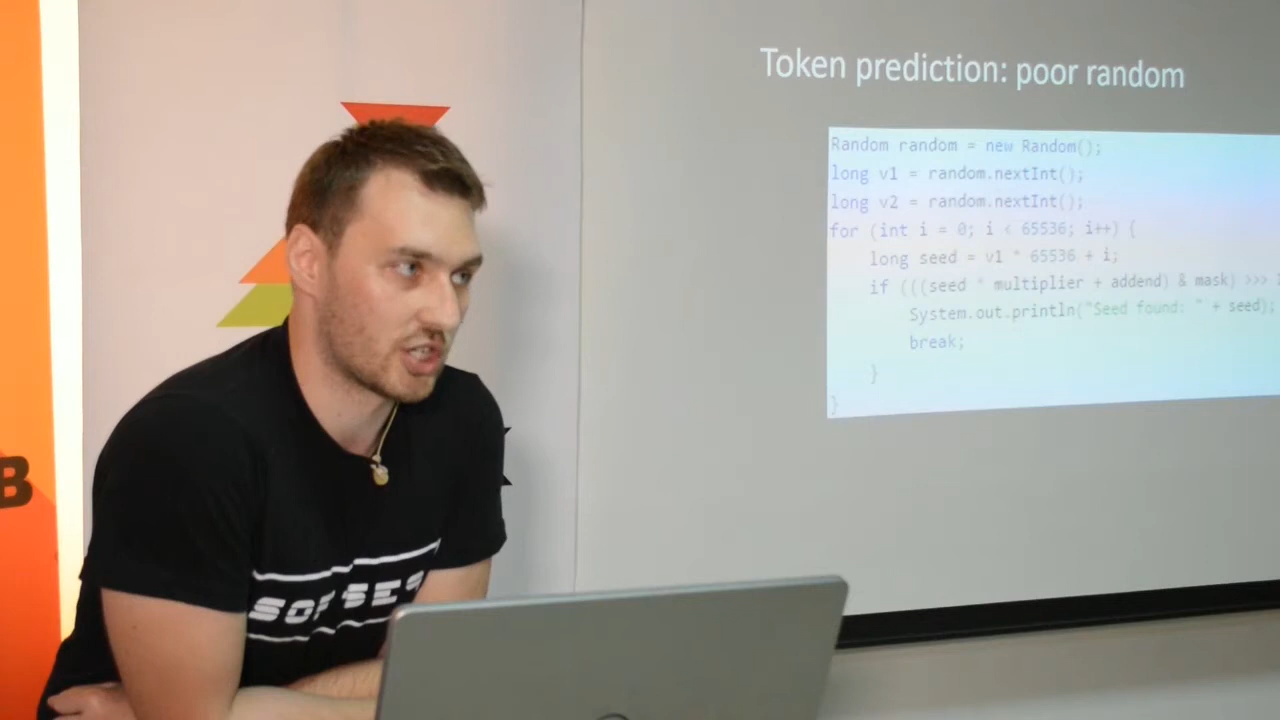 Token prediction: poor random
Random random = new Random();
long v1 = random.nextInt();
long v2 = random.nextInt();
for (int i = 0; i < 65536; i++) {
long seed = v1 * 65536 + i;
if (((seed * multiplier + addend) & mask) >>>
System.out.println("Seed found: " + seed);
break;
}
}
B